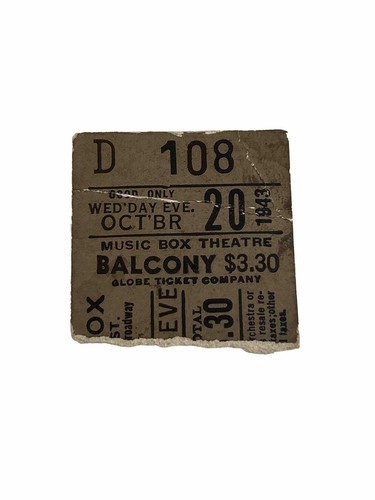 D 108
GOOD ONLY
WED'DAY EVE.
OCT'BR 20 1943
MUSIC BOX THEATRE
BALCONY $3.30
GLOBE TICKET COMPANY
OX
ST.
roadway
EVE
OTAL
.30
chestra or
resale re-
taxes;other
taxes.